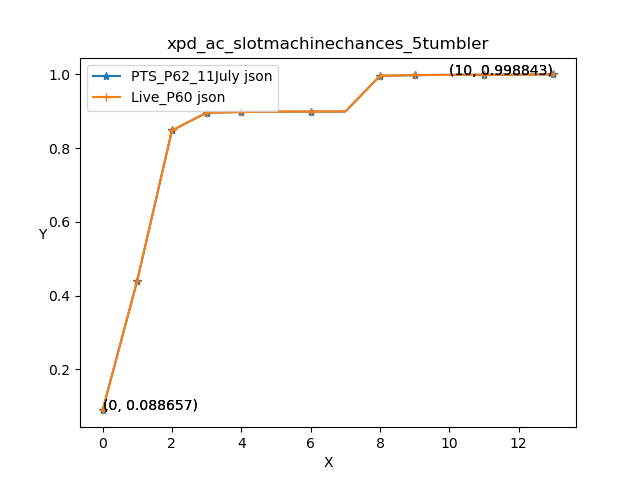 xpd_ac_slotmachinechances_5tumbler
PTS_P62_11July json
Live_P60 json
(10, 0.998843)
(0, 0.088657)
Y
1.0
0.8
0.6
0.4
0.2
0 2 4 6 8 10 12
X